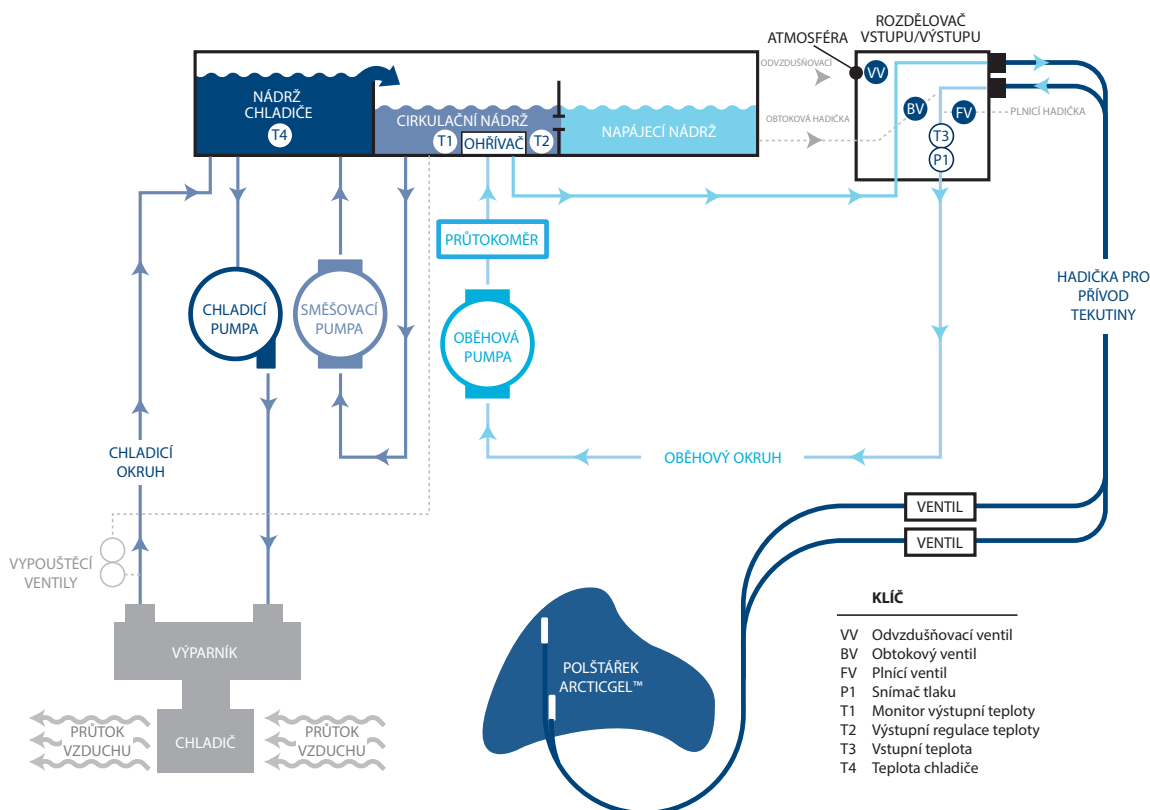 ROZDĚLOVAČ
VSTUPU/VÝSTUPU
ATMOSFÉRA
ODVZDUŠŇOVACÍ
VV
NÁDRŽ
CHLADIČE
T4
CIRKULAČNÍ NÁDRŽ
T1
OHŘÍVAČ
T2
NAPÁJECÍ NÁDRŽ
OBTOKOVÁ HADIČKA
BV
FV
PLNICÍ HADIČKA
T3
P1
PRŮTOKOMĚR
CHLADICÍ
PUMPA
SMĚŠOVACÍ
PUMPA
OBĚHOVÁ
PUMPA
HADIČKA PRO
PŘÍVOD
TEKUTINY
CHLADICÍ
OKRUH
OBĚHOVÝ OKRUH
VENTIL
VENTIL
VYPOUŠTĚCÍ
VENTILY
VÝPARNÍK
CHLADIČ
PRŮTOK
VZDUCHU
PRŮTOK
VZDUCHU
POLŠTÁŘEK
ARCTICGEL™
KLÍČ
VV Odvzdušňovací ventil
BV Obtokový ventil
FV Plnící ventil
P1 Snímač tlaku
T1 Monitor výstupní teploty
T2 Výstupní regulace teploty
T3 Vstupní teplota
T4 Teplota chladiče